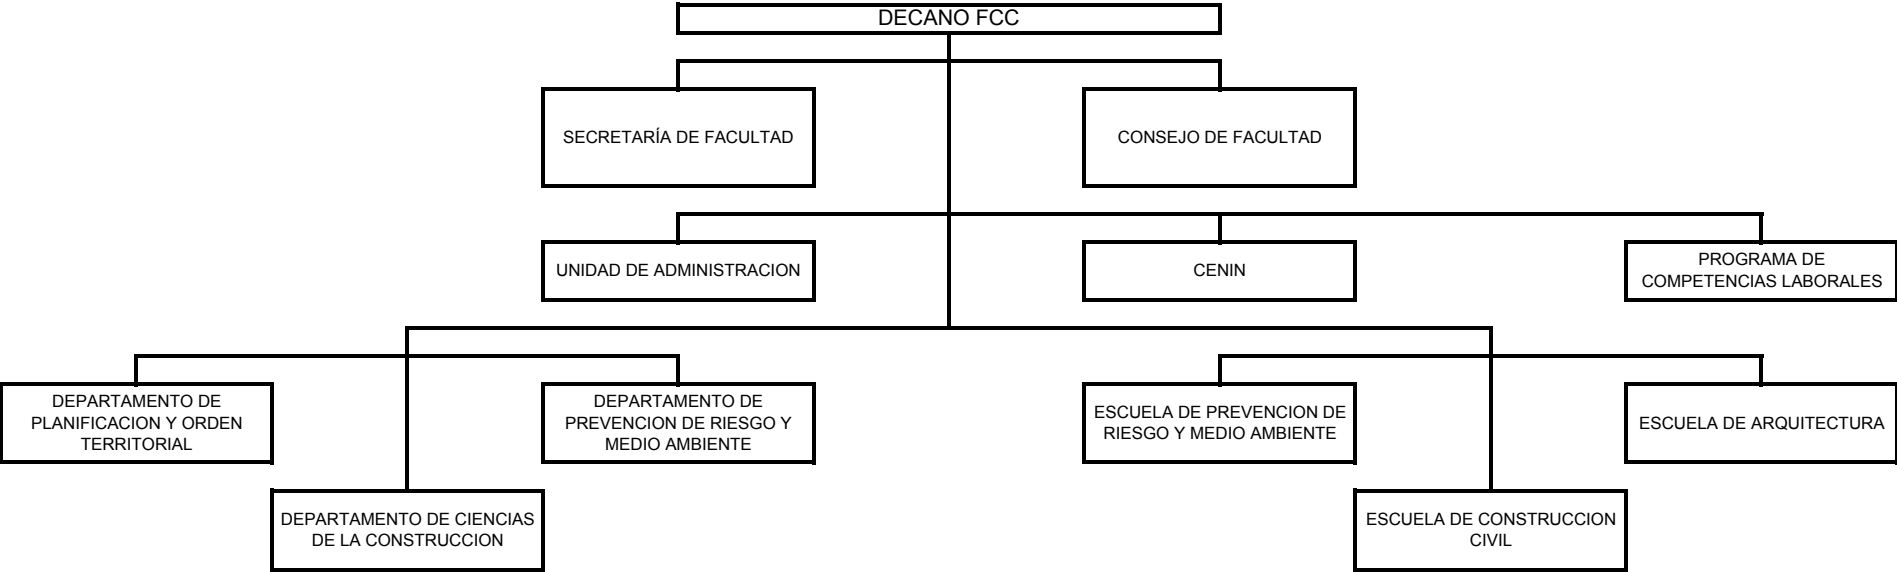 DECANO FCC
SECRETARÍA DE FACULTAD
CONSEJO DE FACULTAD
UNIDAD DE ADMINISTRACION
CENIN
PROGRAMA DE
COMPETENCIAS LABORALES
DEPARTAMENTO DE
PLANIFICACION Y ORDEN
TERRITORIAL
DEPARTAMENTO DE
PREVENCION DE RIESGO Y
MEDIO AMBIENTE
ESCUELA DE PREVENCION DE
RIESGO Y MEDIO AMBIENTE
ESCUELA DE ARQUITECTURA
DEPARTAMENTO DE CIENCIAS
DE LA CONSTRUCCION
ESCUELA DE CONSTRUCCION
CIVIL